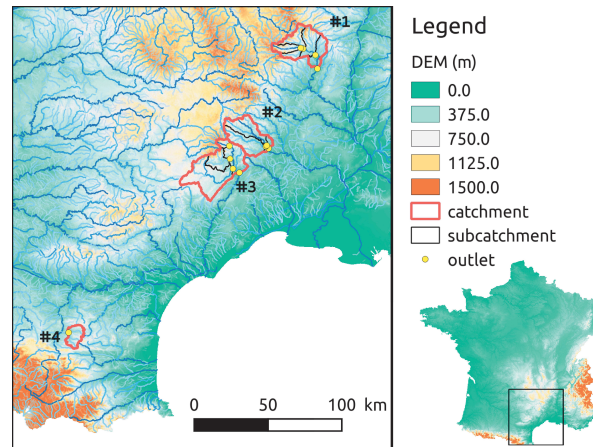 #1
#2
#3
#4
0 50 100 km
Legend
DEM (m)
0.0
375.0
750.0
1125.0
1500.0
catchment
subcatchment
outlet